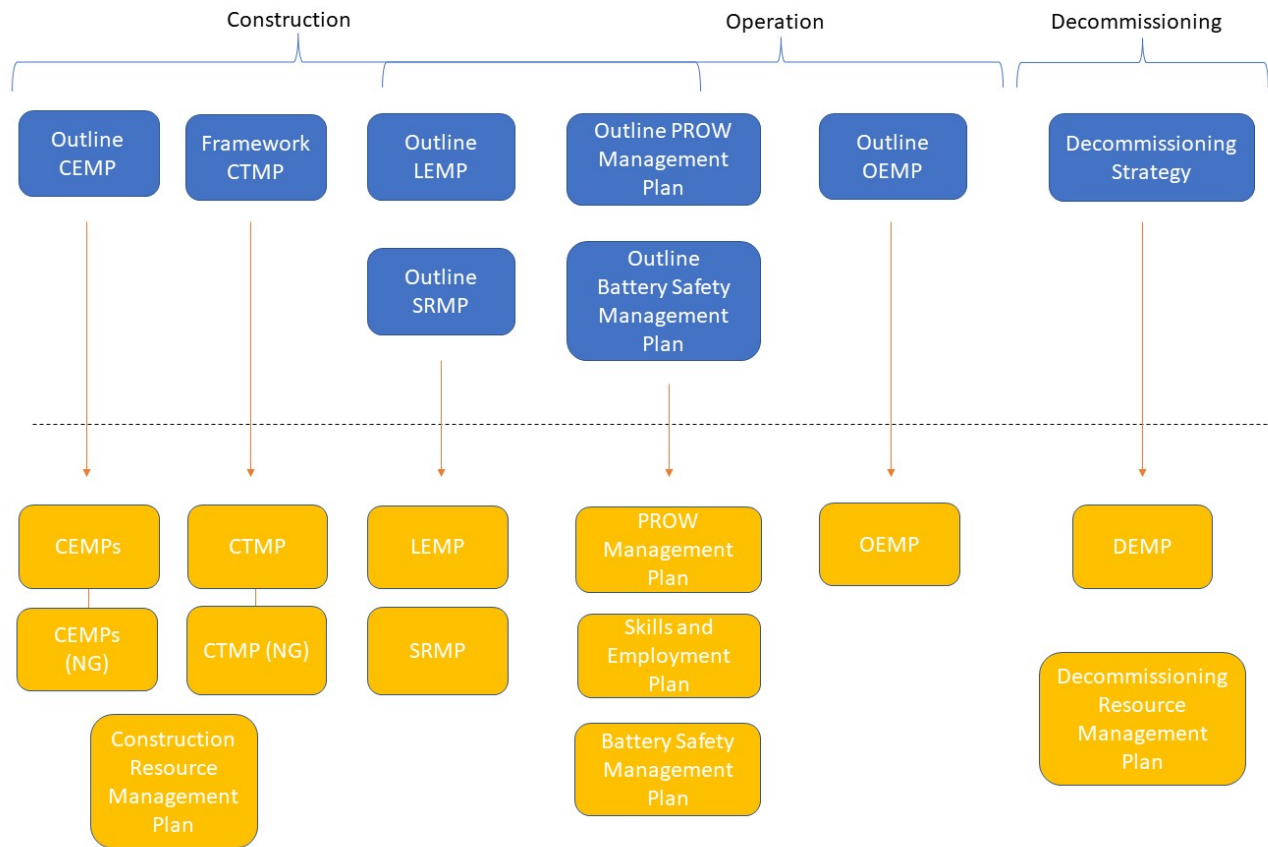 Construction
Operation
Decommissioning
Outline
CEMP
Framework
CTMP
Outline
LEMP
Outline PROW
Management
Plan
Outline
OEMP
Decommissioning
Strategy
Outline
SRMP
Outline
Battery Safety
Management
Plan
CEMPs
CTMP
LEMP
PROW
Management
Plan
OEMP
DEMP
CEMPs
(NG)
CTMP (NG)
SRMP
Skills and
Employment
Plan
Decommissioning
Resource
Management
Plan
Construction
Resource
Management
Plan
Battery Safety
Management
Plan